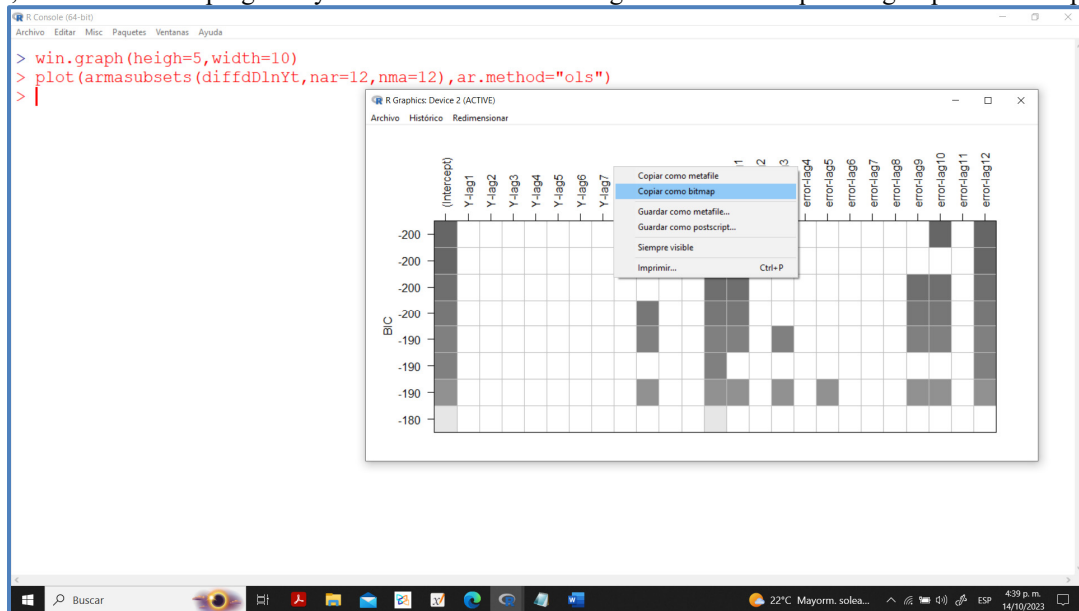 R Console (64-bit)
Archivo Editar Misc Paquetes Ventanas Ayuda
> win.graph(heigh=5,width=10)
> plot(armasubsets(diffdDlnYt,nar=12,nma=12),ar.method="ols")
>
R Graphics: Device 2 (ACTIVE)
Archivo Histórico Redimensionar
(Intercept)
Y-lag1
Y-lag2
Y-lag3
Y-lag4
Y-lag5
Y-lag6
Y-lag7
error-lag4
error-lag5
error-lag6
error-lag7
error-lag8
error-lag9
error-lag10
error-lag11
error-lag12
Copiar como metafile
Copiar como bitmap
Guardar como metafile...
Guardar como postscript...
Siempre visible
Imprimir... Ctrl+P
BIC
-200
-200
-200
-200
-190
-190
-190
-180
Buscar
22°C Mayorm. solea...
ESP
4:39 p. m.
14/10/2023